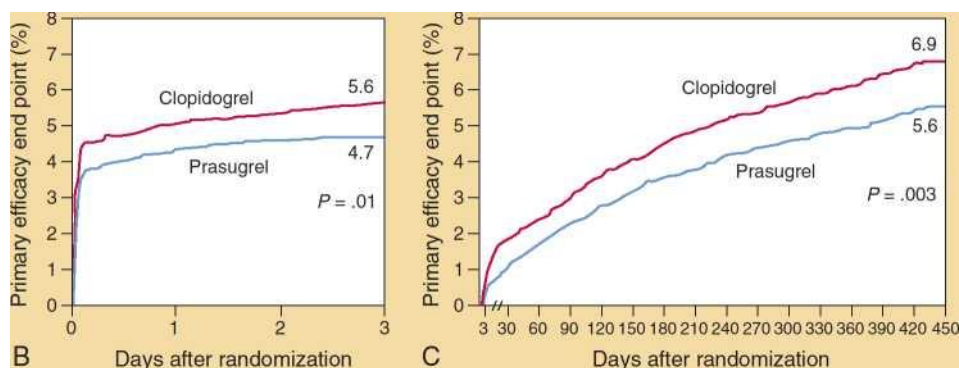 Primary efficacy end point (%)
8
7
6
5
4
3
2
1
0
Clopidogrel
5.6
Prasugrel
4.7
P = .01
0 1 2 3
B
Days after randomization
Primary efficacy end point (%)
8
7
6
5
4
3
2
1
0
6.9
Clopidogrel
5.6
Prasugrel
P = .003
3 30 60 90 120 150 180 210 240 270 300 330 360 390 420 450
C
Days after randomization